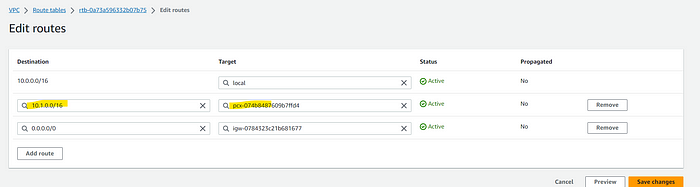 VPC > Route tables > rtb-0a73a596332b07b75 > Edit routes
Edit routes
Destination Target Status Propagated
10.0.0.0/16 local Active No
10.1.0.0/16 pcx-074b8487609b7ffd4 Active No Remove
0.0.0.0/0 igw-0784323c21b681677 Active No Remove
Add route
Cancel Preview Save changes